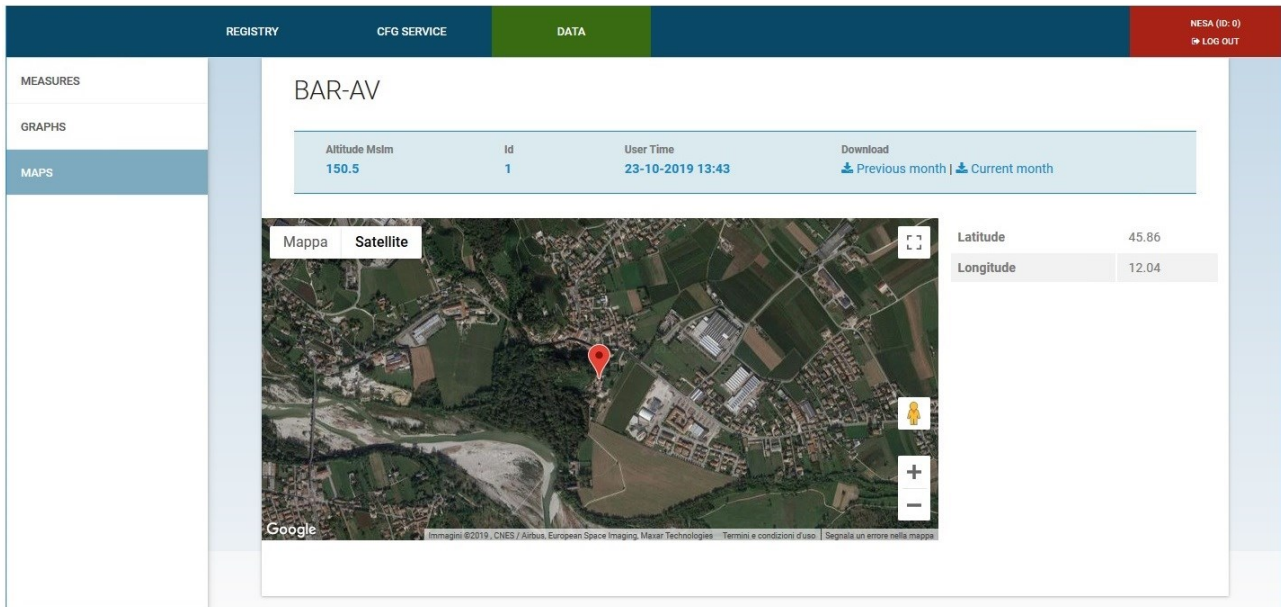 REGISTRY CFG SERVICE DATA NESA (ID: 0)
LOG OUT
MEASURES
GRAPHS
MAPS
BAR-AV
Altitude Mslm Id User Time Download
150.5 1 23-10-2019 13:43 Previous month | Current month
Mappa Satellite
Latitude 45.86
Longitude 12.04
Google
Immagini ©2019 , CNES / Airbus, European Space Imaging, Maxar Technologies Termini e condizioni d'uso Segnala un errore nella mappa